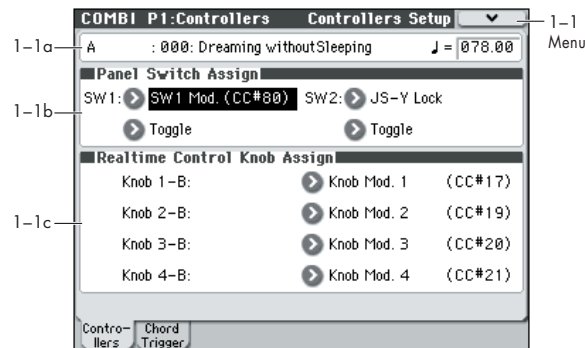 COMBI P1:Controllers Controllers Setup
1–1
Menu
1–1a
A : 000: Dreaming withoutSleeping ♩ = 078.00
Panel Switch Assign
1–1b
SW1: SW1 Mod. (CC#80) SW2: JS-Y Lock
Toggle Toggle
Realtime Control Knob Assign
Knob 1-B: Knob Mod. 1 (CC#17)
Knob 2-B: Knob Mod. 2 (CC#19)
1–1c
Knob 3-B: Knob Mod. 3 (CC#20)
Knob 4-B: Knob Mod. 4 (CC#21)
Contro-
llers
Chord
Trigger